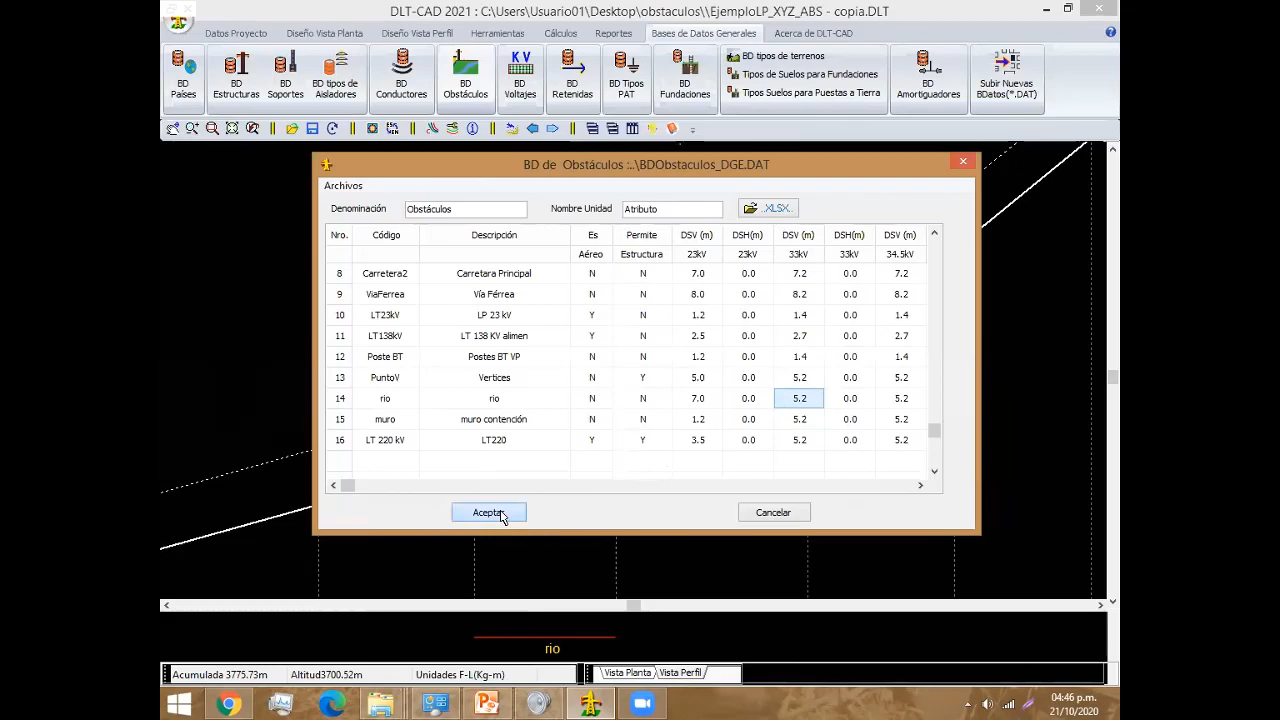 DLT-CAD 2021 : C:\Users\Usuario01\Desktop\obstaculos\\EjemploLP_XYZ_ABS - copia.DLT
Datos Proyecto Diseño Vista Planta Diseño Vista Perfil Herramientas Cálculos Reportes Bases de Datos Generales Acerca de DLT-CAD
BD Países
BD Estructuras
BD Soportes
BD tipos de Aisladores
BD Conductores
BD Obstáculos
KV
BD Voltajes
BD Retenidas
BD Tipos PAT
BD Fundaciones
BD tipos de terrenos
Tipos de Suelos para Fundaciones
Tipos Suelos para Puestas a Tierra
BD Amortiguadores
Subir Nuevas BDatos(*.DAT)
BD de Obstáculos :..\BDObstaculos_DGE.DAT
Archivos
Denominación Obstáculos Nombre Unidad Atributo ..XLSX..
Nro. Código Descripción Es Permite DSV (m) DSH(m) DSV (m) DSH(m) DSV (m)
Aéreo Estructura 23kV 23kV 33kV 33kV 34.5kV
8 Carretera2 Carretara Principal N N 7.0 0.0 7.2 0.0 7.2
9 ViaFerrea Vía Férrea N N 8.0 0.0 8.2 0.0 8.2
10 LT23kV LP 23 kV Y N 1.2 0.0 1.4 0.0 1.4
11 LT138kV LT 138 KV alimen Y N 2.5 0.0 2.7 0.0 2.7
12 Poste BT Postes BT VP N N 1.2 0.0 1.4 0.0 1.4
13 PuntoV Vertices N Y 5.0 0.0 5.2 0.0 5.2
14 rio rio N N 7.0 0.0 5.2 0.0 5.2
15 muro muro contención N N 1.2 0.0 5.2 0.0 5.2
16 LT 220 kV LT220 Y Y 3.5 0.0 5.2 0.0 5.2
Aceptar Cancelar
rio
Acumulada 3775.73m Altitud3700.52m Unidades F-L(Kg-m) Vista Planta Vista Perfil
04:46 p.m.
21/10/2020